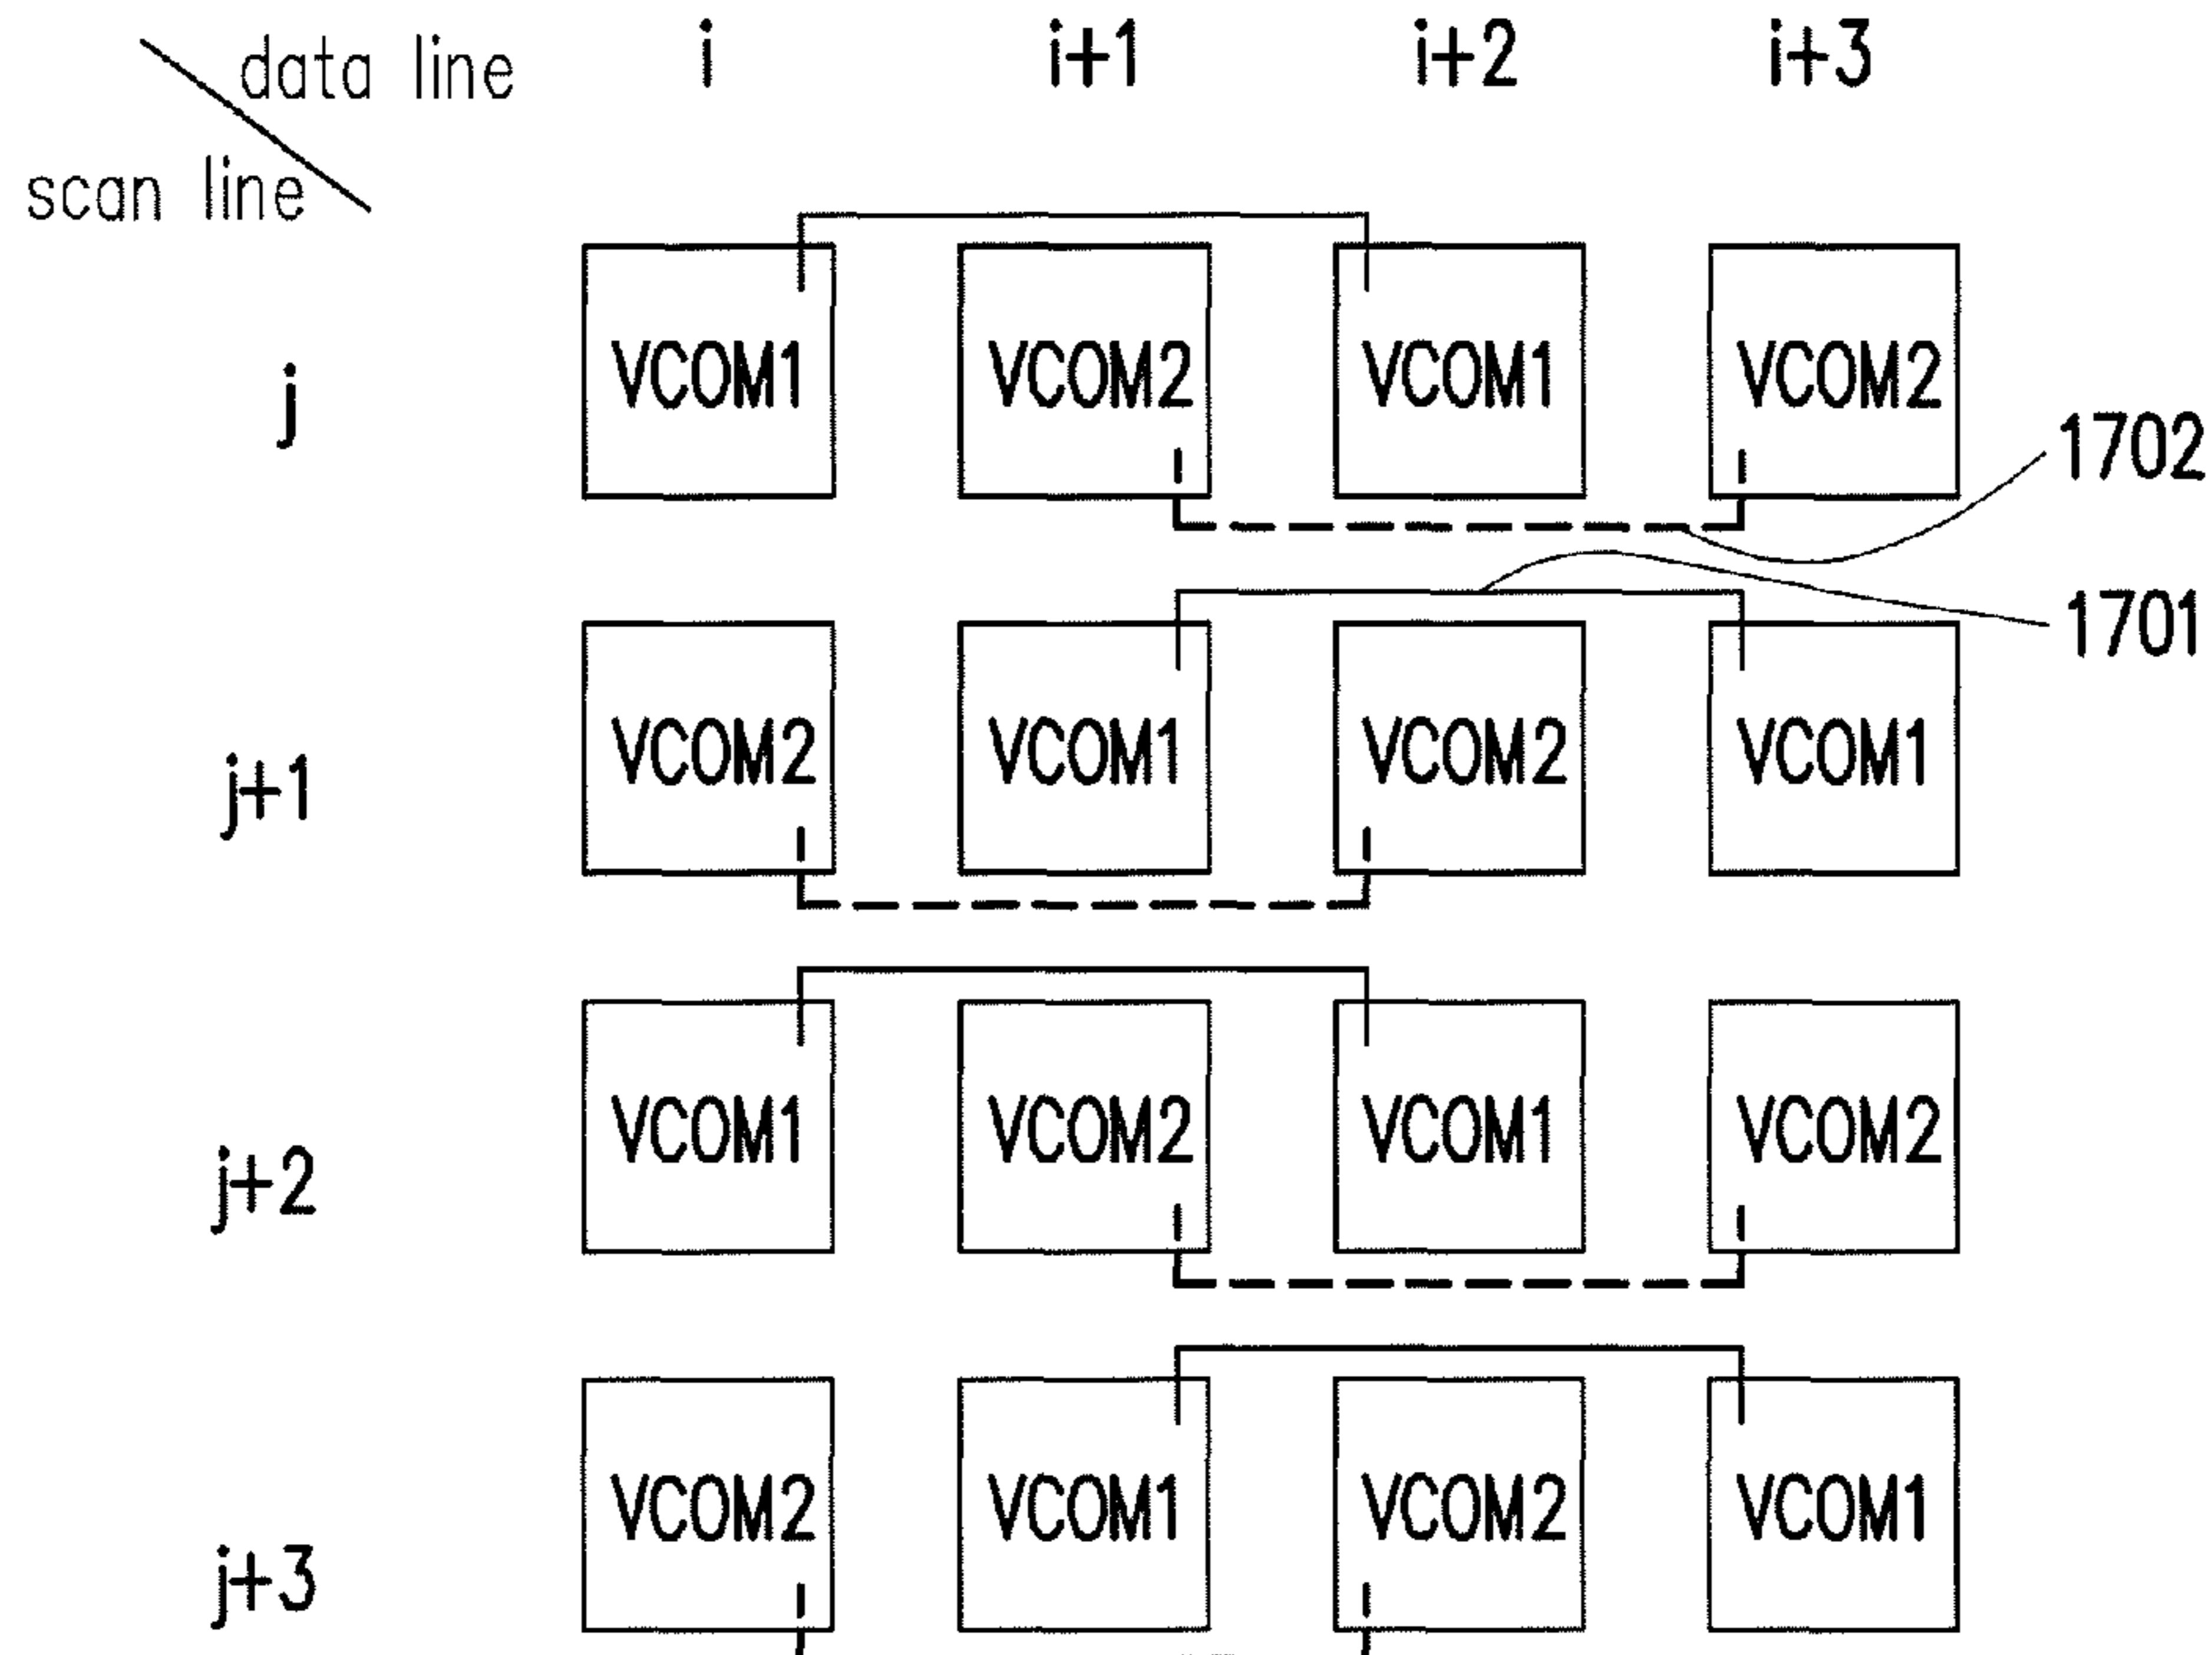 data line i i+1 i+2 i+3
scan line
j VCOM1 VCOM2 VCOM1 VCOM2
1702
1701
j+1 VCOM2 VCOM1 VCOM2 VCOM1
j+2 VCOM1 VCOM2 VCOM1 VCOM2
j+3 VCOM2 VCOM1 VCOM2 VCOM1